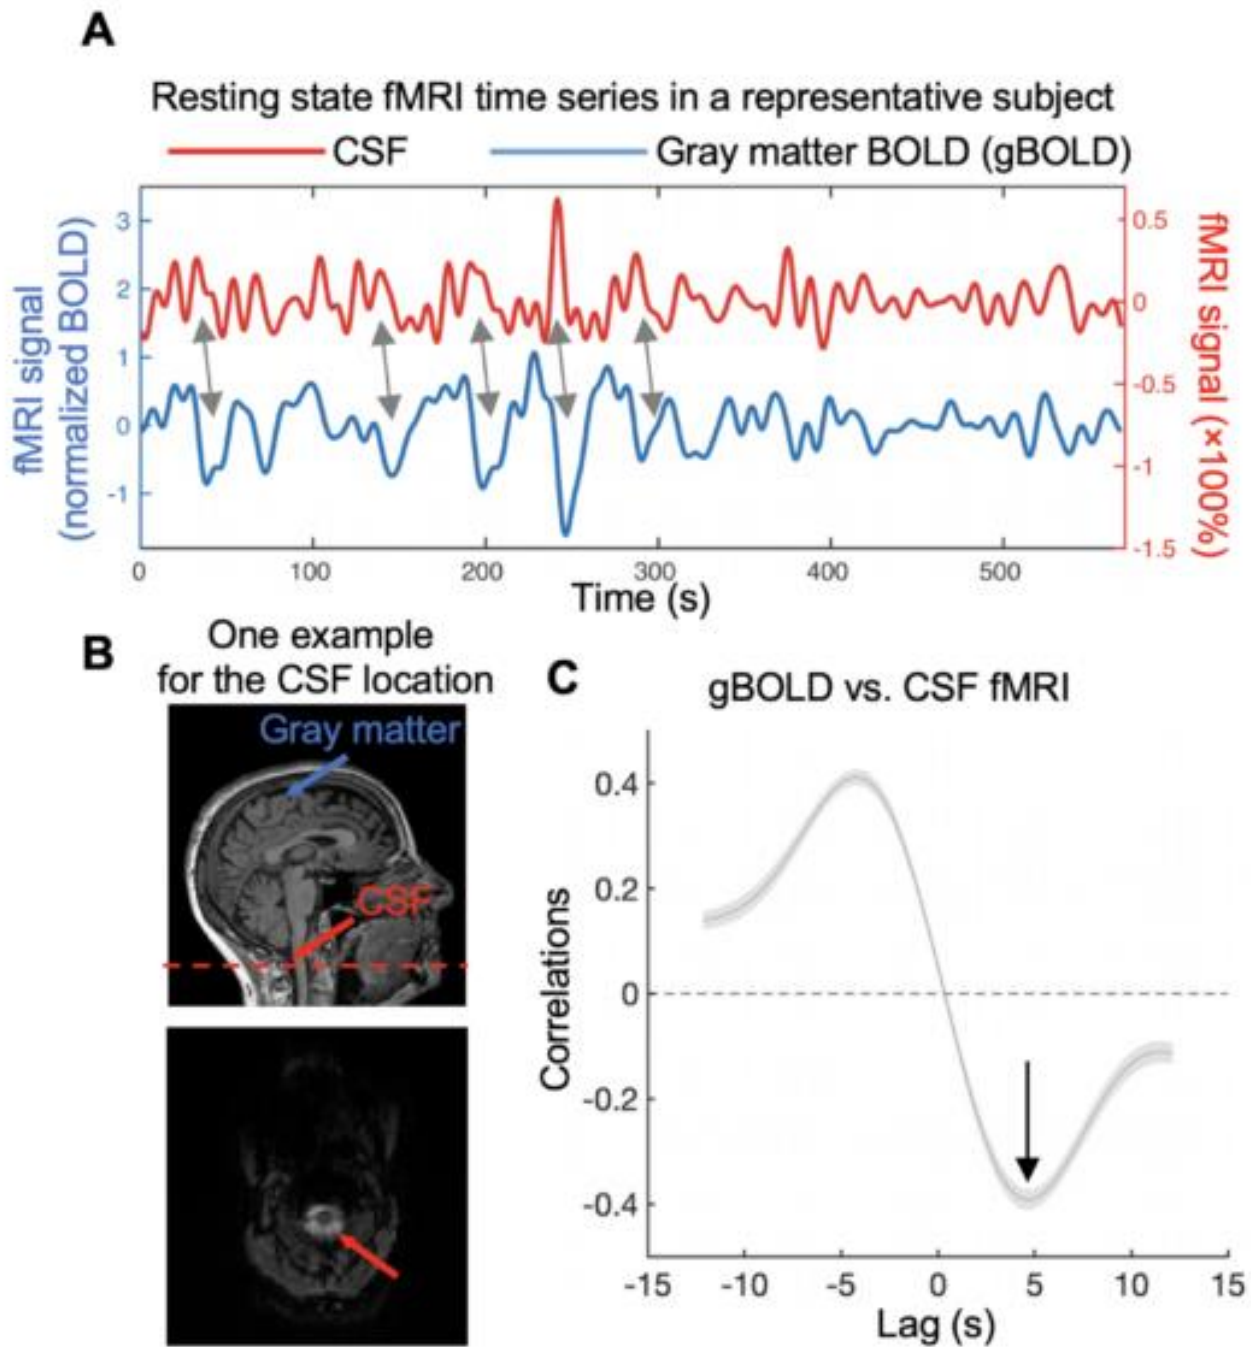 A
Resting state fMRI time series in a representative subject
CSF
Gray matter BOLD (gBOLD)
fMRI signal
(normalized BOLD)
3
2
1
0
-1
0.5
0
-0.5
-1
-1.5
fMRI signal (×100%)
0 100 200 300 400 500
Time (s)
B
One example
for the CSF location
Gray matter
CSF
C
gBOLD vs. CSF fMRI
Correlations
0.4
0.2
0
-0.2
-0.4
-15 -10 -5 0 5 10 15
Lag (s)